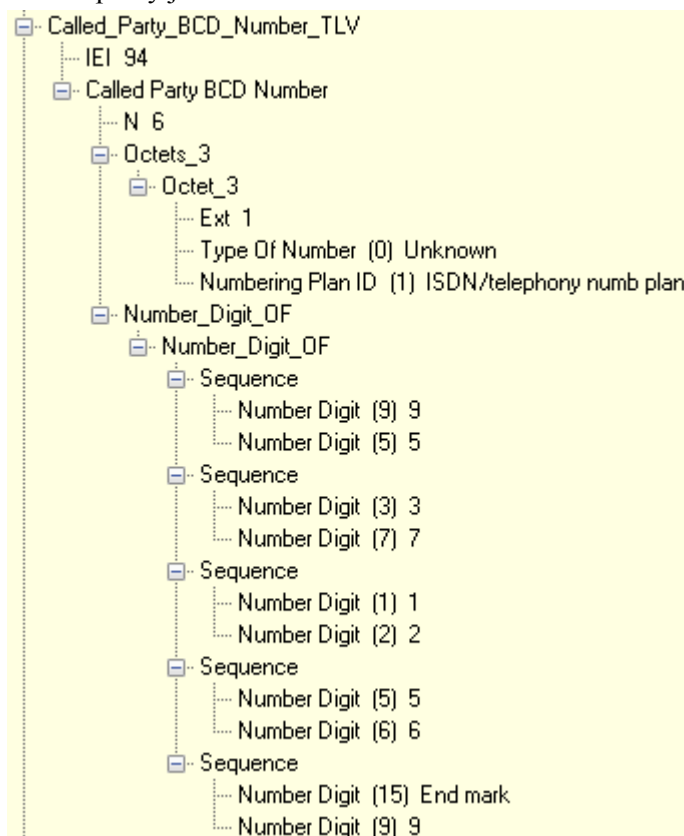 Called_Party_BCD_Number_TLV
IEI 94
Called Party BCD Number
N 6
Octets_3
Octet_3
Ext 1
Type Of Number (0) Unknown
Numbering Plan ID (1) ISDN/telephony numb plan
Number_Digit_OF
Number_Digit_OF
Sequence
Number Digit (9) 9
Number Digit (5) 5
Sequence
Number Digit (3) 3
Number Digit (7) 7
Sequence
Number Digit (1) 1
Number Digit (2) 2
Sequence
Number Digit (5) 5
Number Digit (6) 6
Sequence
Number Digit (15) End mark
Number Digit (9) 9